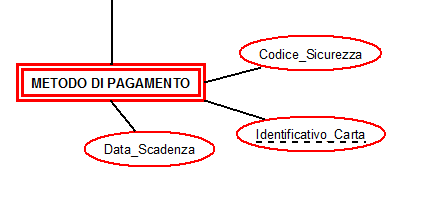 Codice_Sicurezza
METODO DI PAGAMENTO
Identificativo_Carta
Data_Scadenza